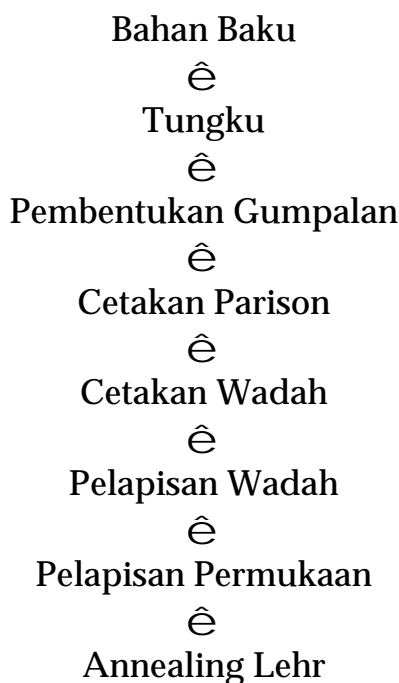 Bahan Baku
ê
Tungku
ê
Pembentukan Gumpalan
ê
Cetakan Parison
ê
Cetakan Wadah
ê
Pelapisan Wadah
ê
Pelapisan Permukaan
ê
Annealing Lehr